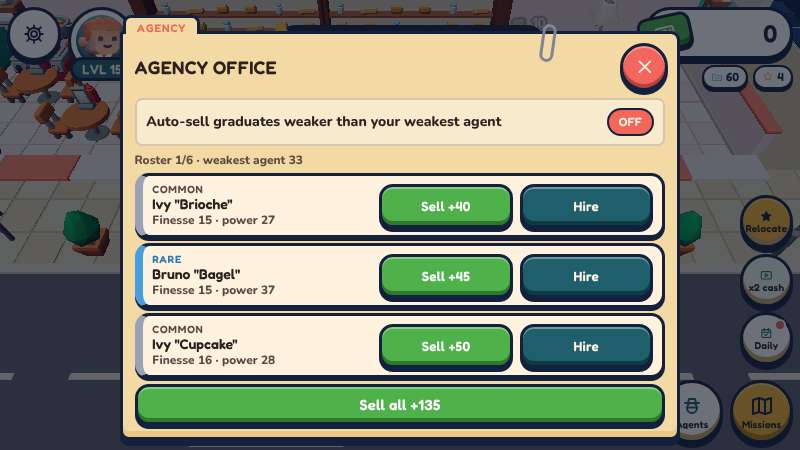 AGENCY
AGENCY OFFICE
0
LVL 15
60
4
Auto-sell graduates weaker than your weakest agent
OFF
Roster 1/6 · weakest agent 33
COMMON
Ivy "Brioche"
Finesse 15 · power 27
Sell +40
Hire
RARE
Bruno "Bagel"
Finesse 15 · power 37
Sell +45
Hire
COMMON
Ivy "Cupcake"
Finesse 16 · power 28
Sell +50
Hire
Sell all +135
Relocate
x2 cash
Daily
Agents
Missions